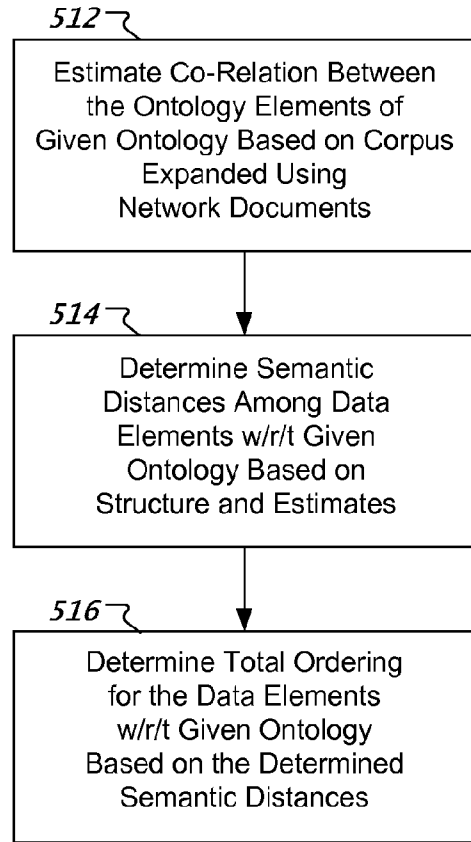 512
Estimate Co-Relation Between
the Ontology Elements of
Given Ontology Based on Corpus
Expanded Using
Network Documents
514
Determine Semantic
Distances Among Data
Elements w/r/t Given
Ontology Based on
Structure and Estimates
516
Determine Total Ordering
for the Data Elements
w/r/t Given Ontology
Based on the Determined
Semantic Distances